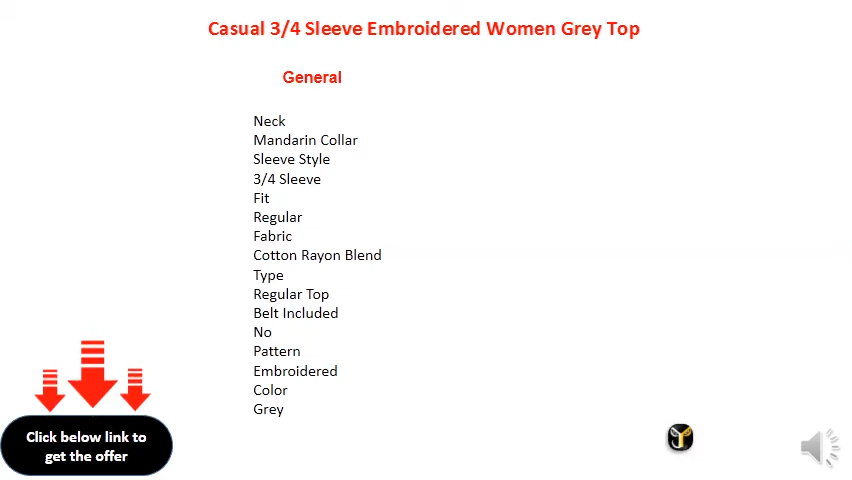 Casual 3/4 Sleeve Embroidered Women Grey Top
General
Neck
Mandarin Collar
Sleeve Style
3/4 Sleeve
Fit
Regular
Fabric
Cotton Rayon Blend
Type
Regular Top
Belt Included
No
Pattern
Embroidered
Color
Grey
Click below link to
get the offer